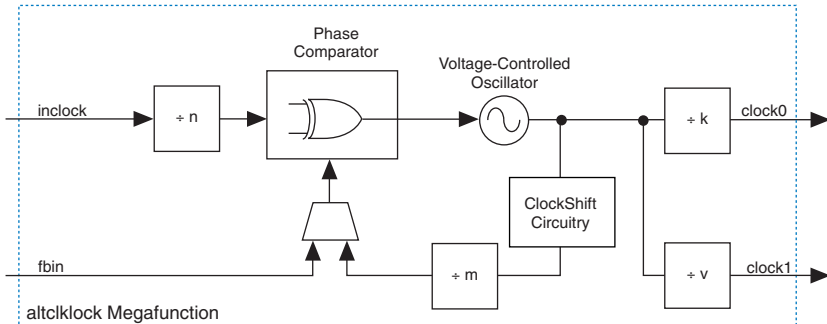 Phase
Comparator
Voltage-Controlled
Oscillator
inclock
÷ n
÷ k
clock0
ClockShift
Circuitry
fbin
÷ m
÷ v
clock1
altclklock Megafunction